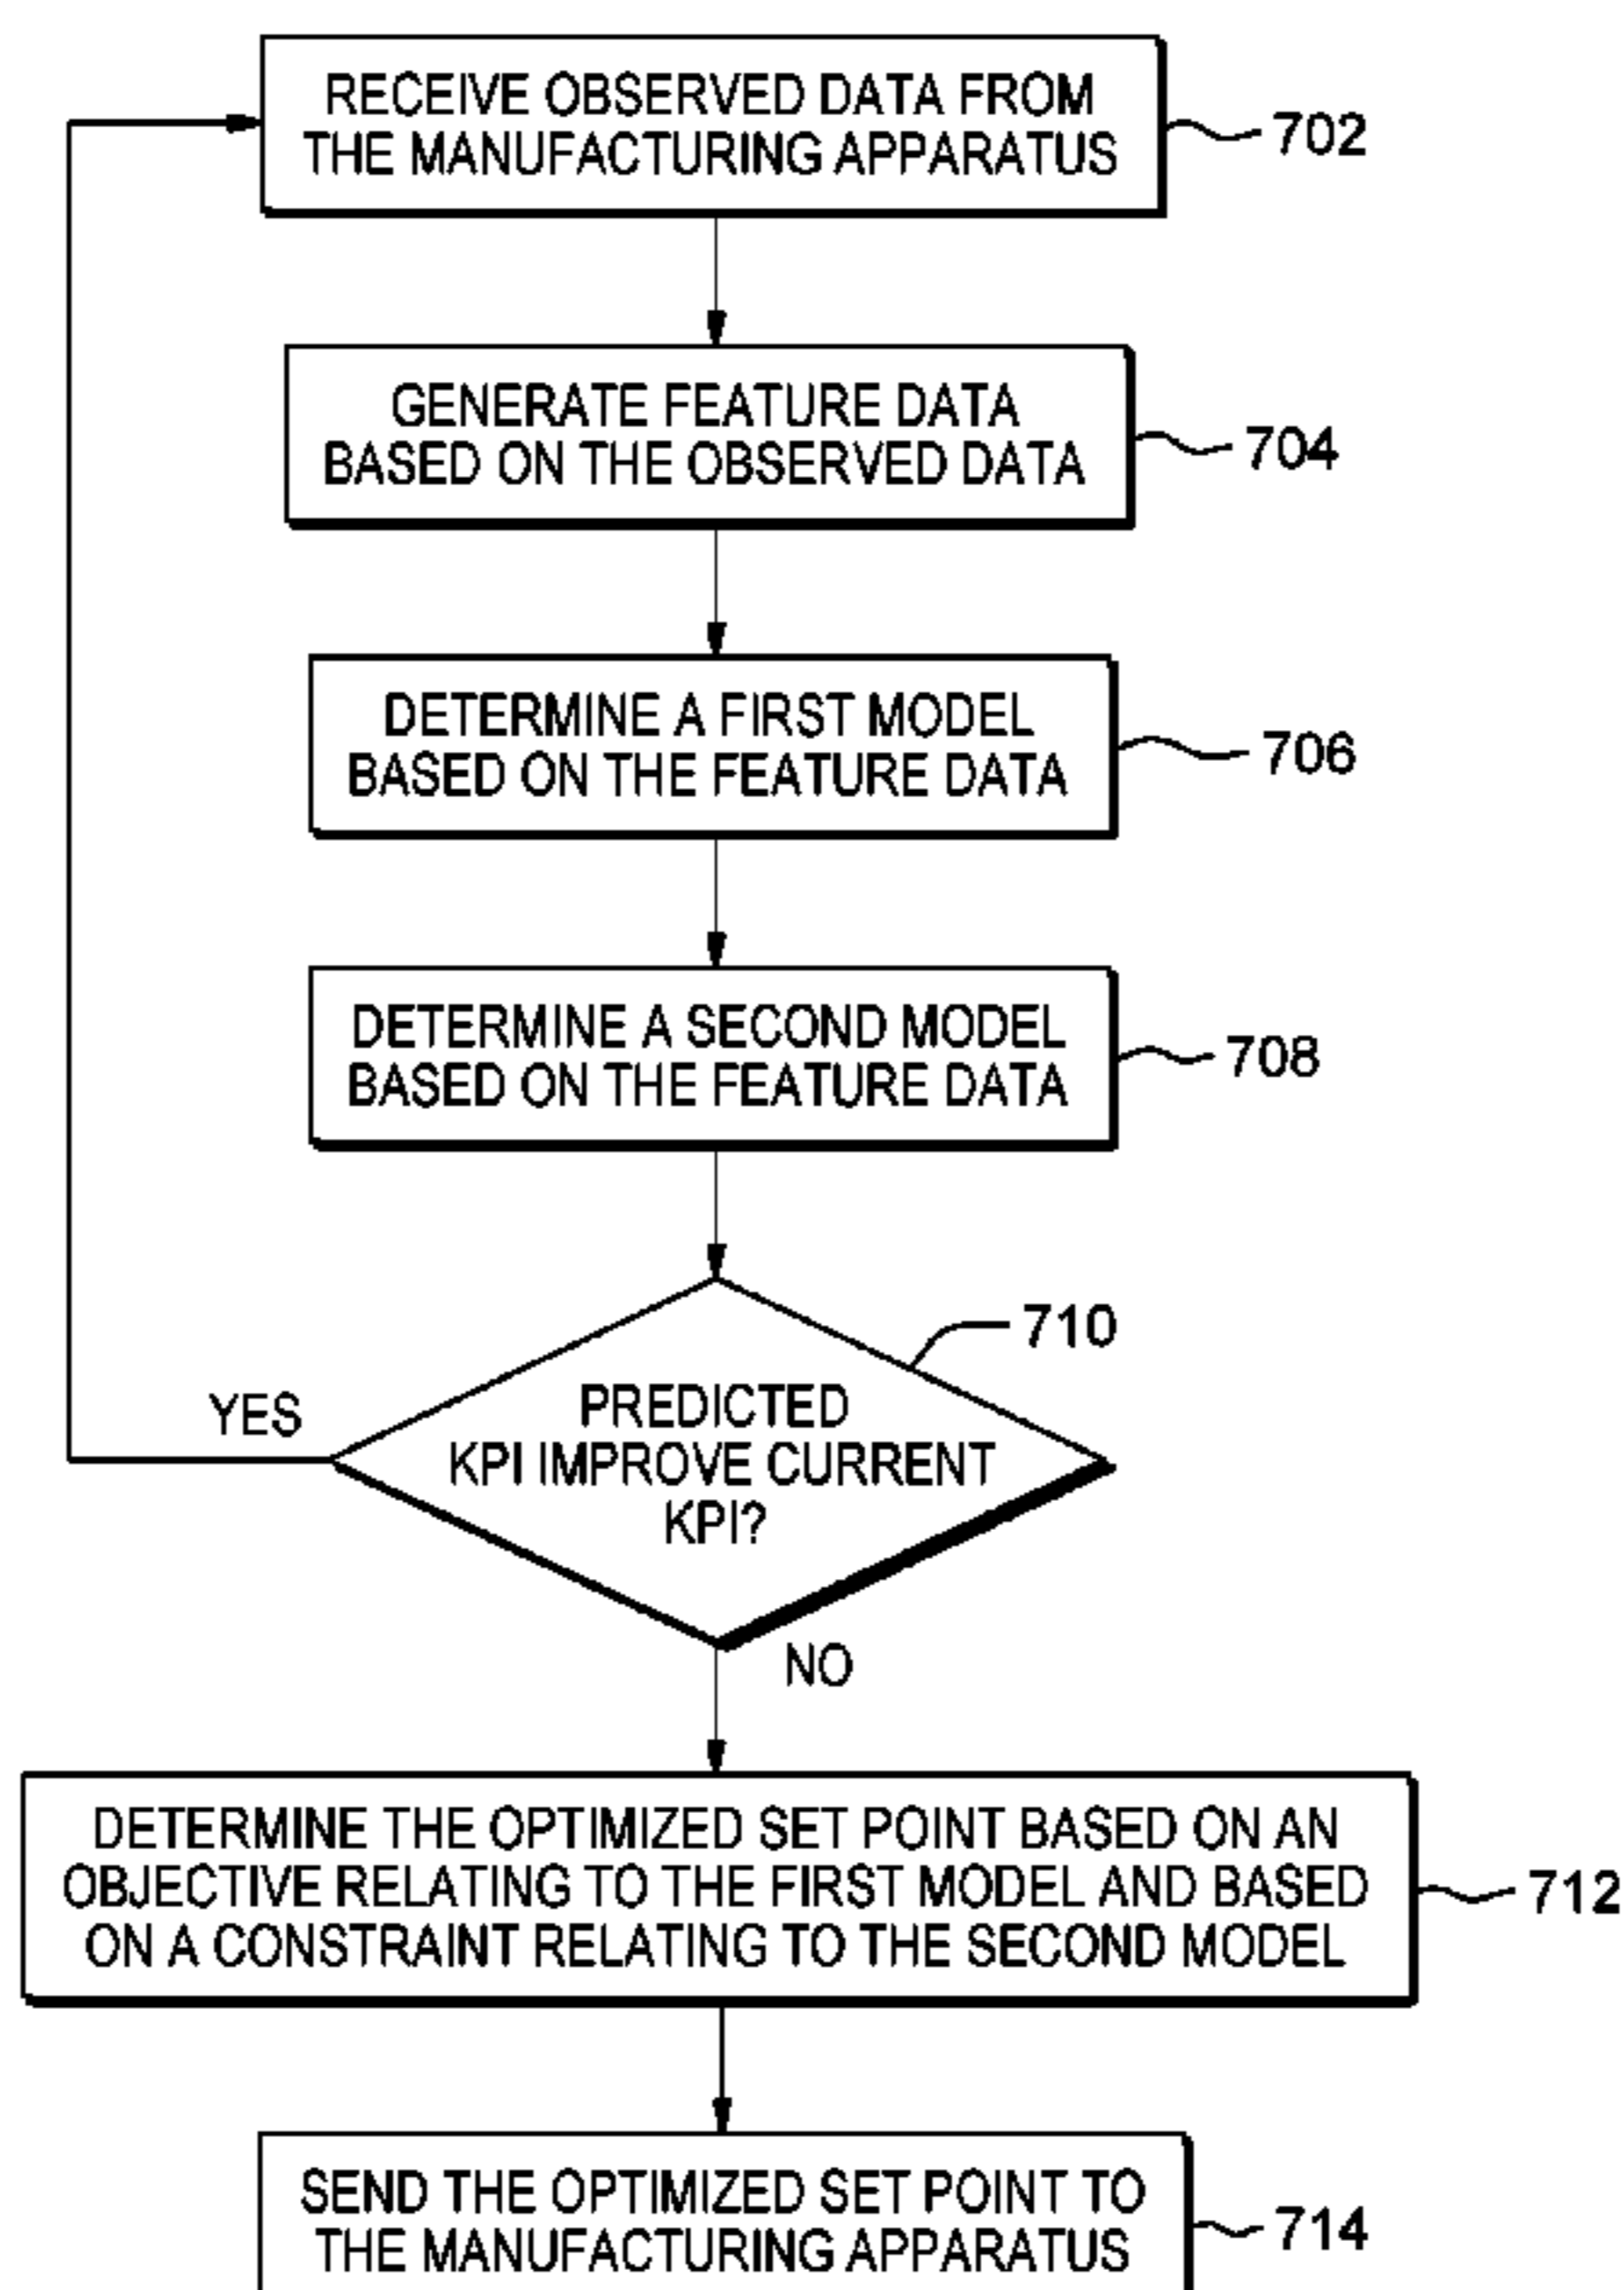 RECEIVE OBSERVED DATA FROM
THE MANUFACTURING APPARATUS
702
GENERATE FEATURE DATA
BASED ON THE OBSERVED DATA
704
DETERMINE A FIRST MODEL
BASED ON THE FEATURE DATA
706
DETERMINE A SECOND MODEL
BASED ON THE FEATURE DATA
708
710
PREDICTED
KPI IMPROVE CURRENT
KPI?
YES
NO
DETERMINE THE OPTIMIZED SET POINT BASED ON AN
OBJECTIVE RELATING TO THE FIRST MODEL AND BASED
ON A CONSTRAINT RELATING TO THE SECOND MODEL
712
SEND THE OPTIMIZED SET POINT TO
THE MANUFACTURING APPARATUS
714